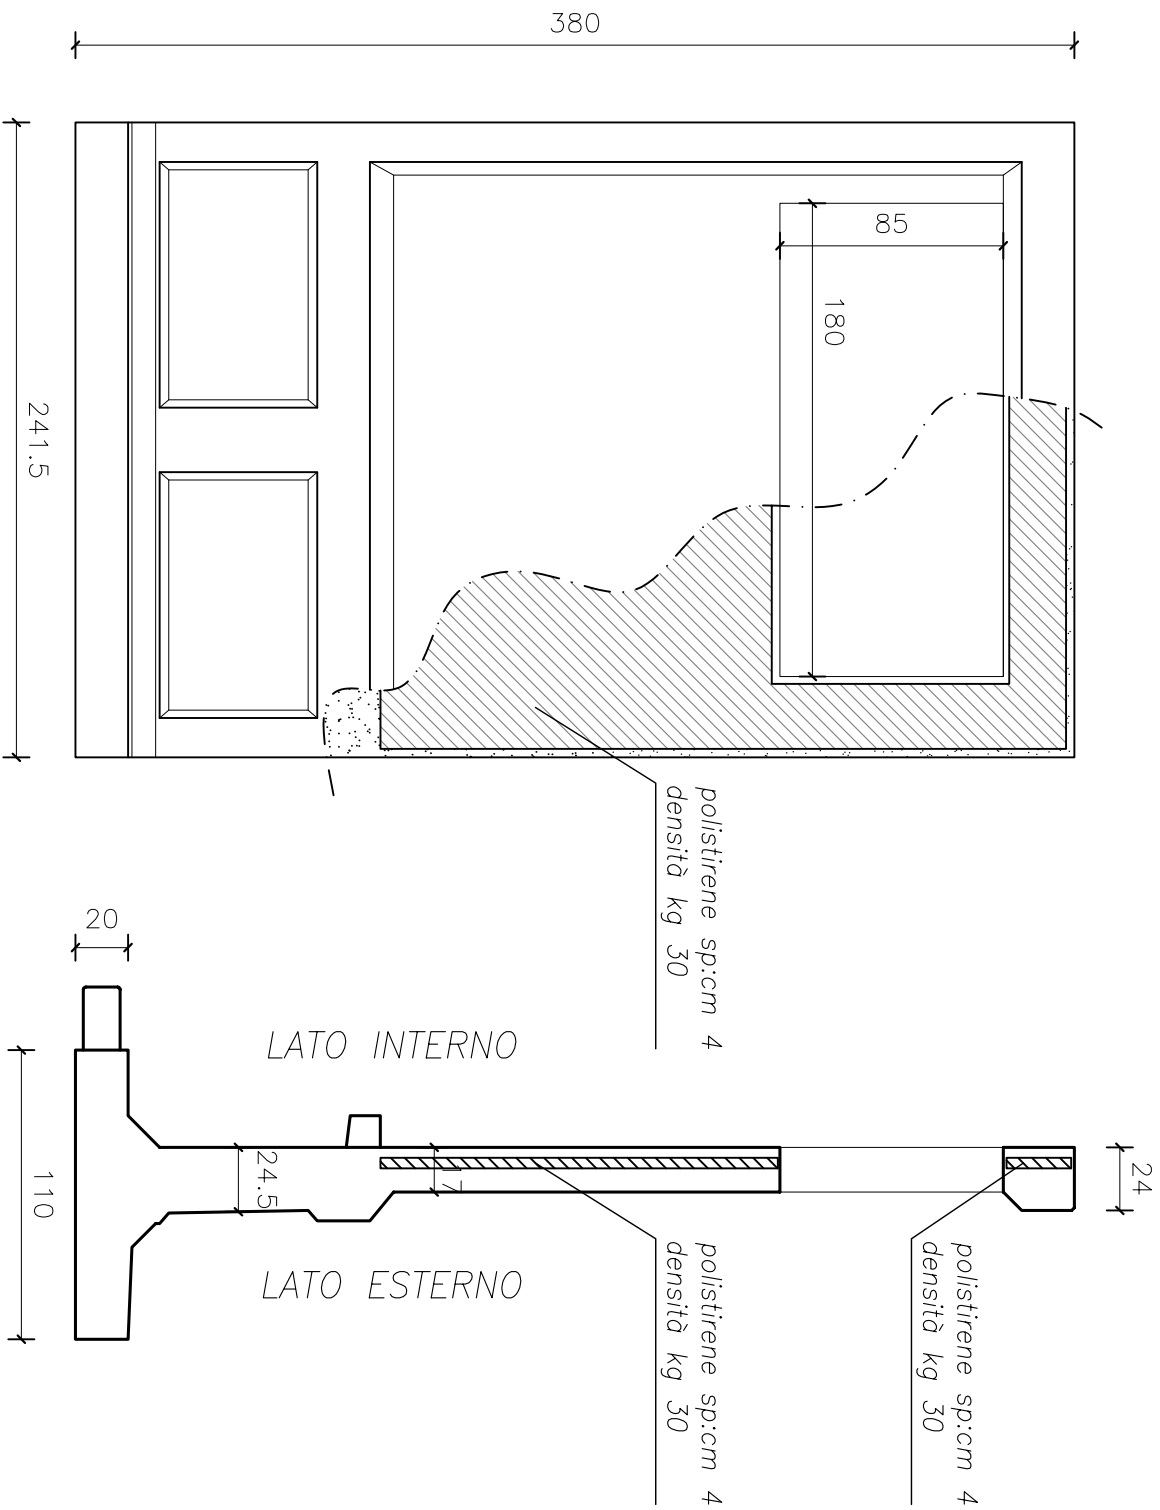 380
85
180
241.5
polistirene sp:cm 4
densità kg 30
20
LATO INTERNO
24.5
17
24
110
LATO ESTERNO
polistirene sp:cm 4
densità kg 30
polistirene sp:cm 4
densità kg 30